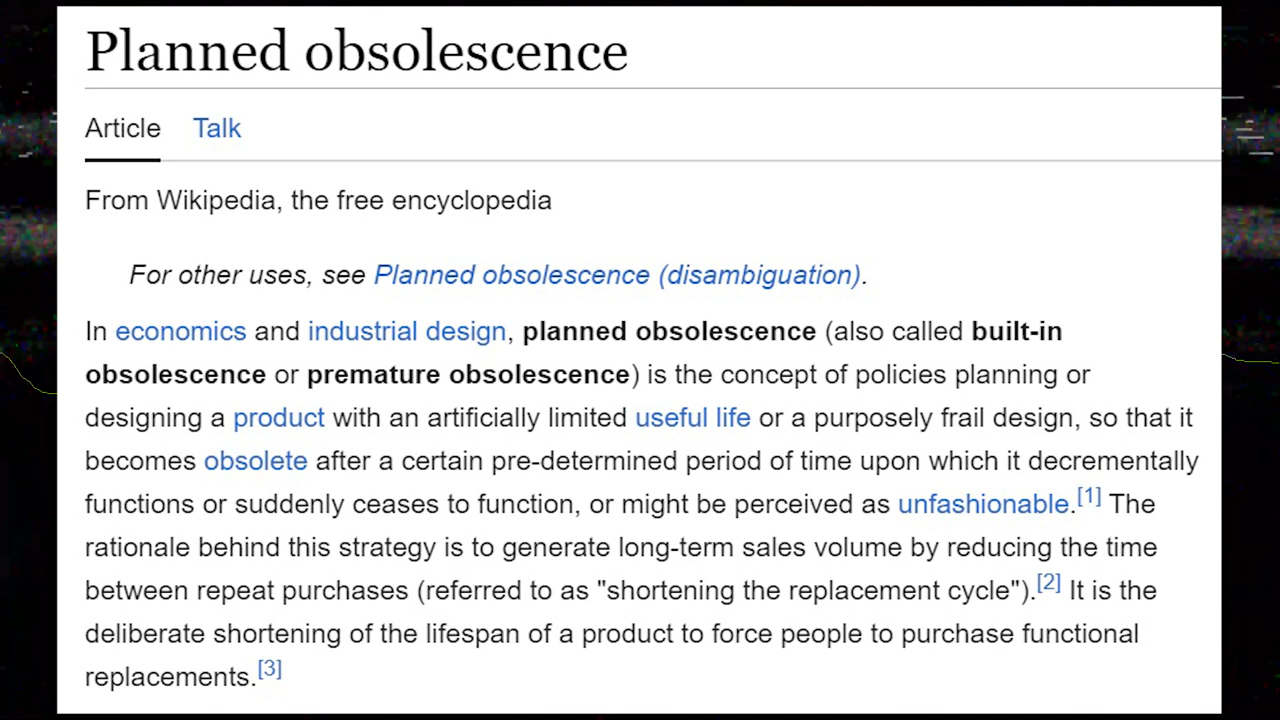 Planned obsolescence
Article Talk
From Wikipedia, the free encyclopedia
For other uses, see Planned obsolescence (disambiguation).
In economics and industrial design, planned obsolescence (also called built-in
obsolescence or premature obsolescence) is the concept of policies planning or
designing a product with an artificially limited useful life or a purposely frail design, so that it
becomes obsolete after a certain pre-determined period of time upon which it decrementally
functions or suddenly ceases to function, or might be perceived as unfashionable.[1] The
rationale behind this strategy is to generate long-term sales volume by reducing the time
between repeat purchases (referred to as "shortening the replacement cycle").[2] It is the
deliberate shortening of the lifespan of a product to force people to purchase functional
replacements.[3]